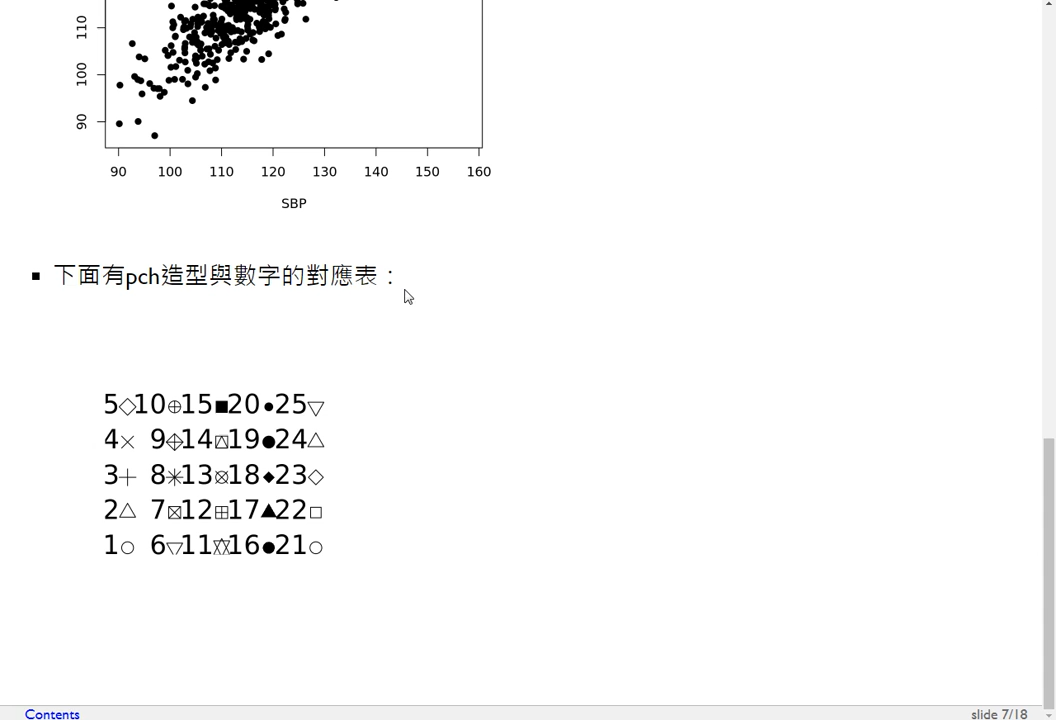 110
100
90
90 100 110 120 130 140 150 160
SBP
▪ 下面有pch造型與數字的對應表：
5◇10⊕15■20●25▽
4× 9⟴14⍓19●24△
3+ 8✳13⊗18◆23◇
2△ 7⊠12⊞17▲22□
1○ 6▽11✡16●21○
Contents
slide 7/18